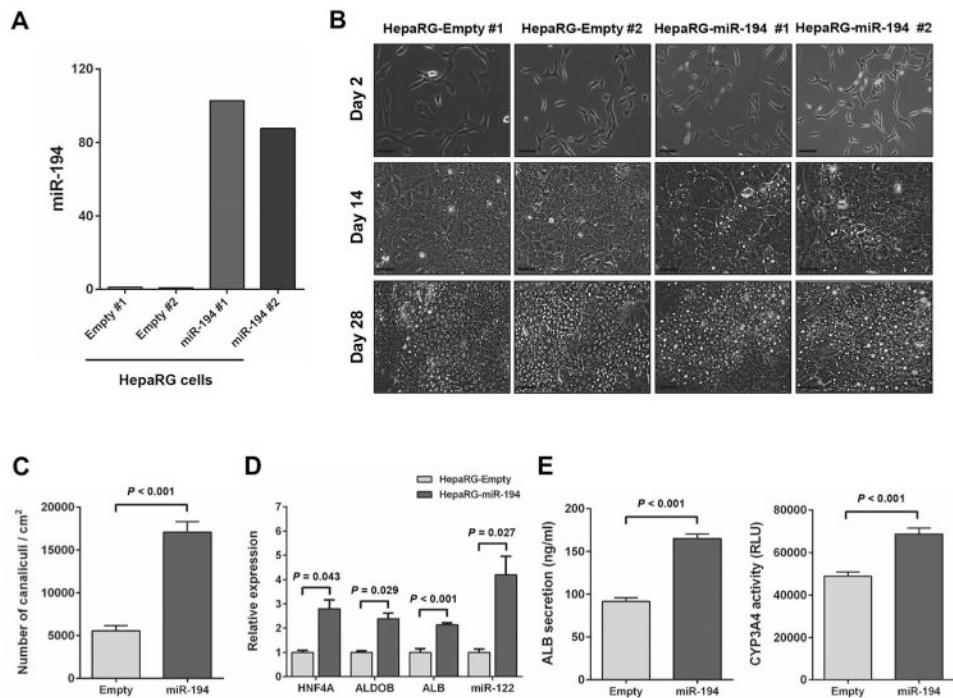 A
miR-194
120
80
40
0
Empty #1
Empty #2
miR-194 #1
miR-194 #2
HepaRG cells
B
HepaRG-Empty #1 HepaRG-Empty #2 HepaRG-miR-194 #1 HepaRG-miR-194 #2
Day 2
Day 14
Day 28
C
Number of canaliculi / cm²
20000
15000
10000
5000
0
P < 0.001
Empty miR-194
D
HepaRG-Empty
HepaRG-miR-194
Relative expression
7
6
5
4
3
2
1
0
P = 0.043
P = 0.029
P < 0.001
P = 0.027
HNF4A ALDOB ALB miR-122
E
ALB secretion (ng/ml)
200
150
100
50
0
P < 0.001
Empty miR-194
CYP3A4 activity (RLU)
80000
60000
40000
20000
0
P < 0.001
Empty miR-194